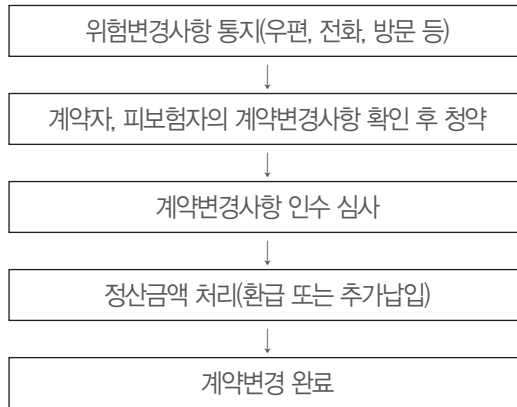 위험변경사항 통지(우편, 전화, 방문 등)
계약자, 피보험자의 계약변경사항 확인 후 청약
계약변경사항 인수 심사
정산금액 처리(환급 또는 추가납입)
계약변경 완료